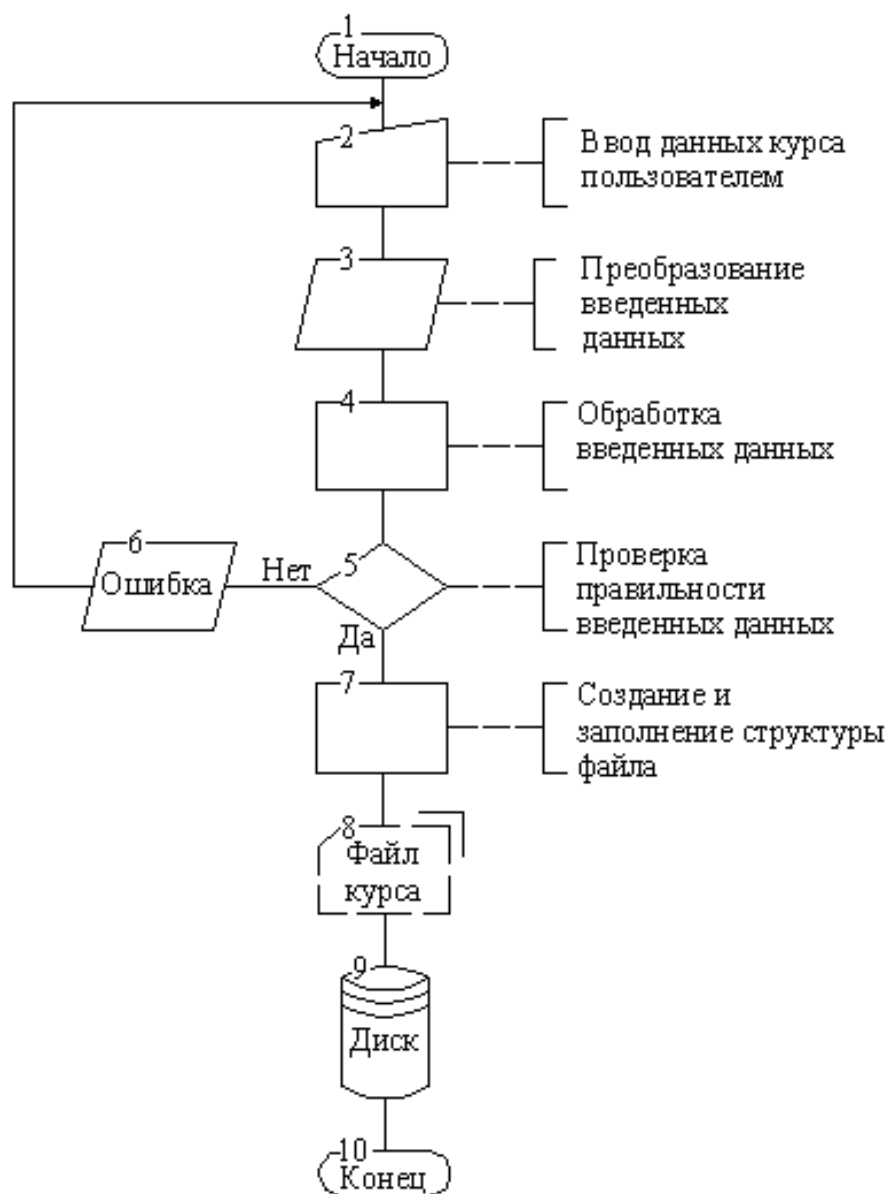 1
Начало
2
Ввод данных курса
пользователем
3
Преобразование
введенных
данных
4
Обработка
введенных данных
5
Проверка
правильности
введенных данных
Нет
6
Ошибка
Да
7
Создание и
заполнение структуры
файла
8
Файл
курса
9
Диск
10
Конец